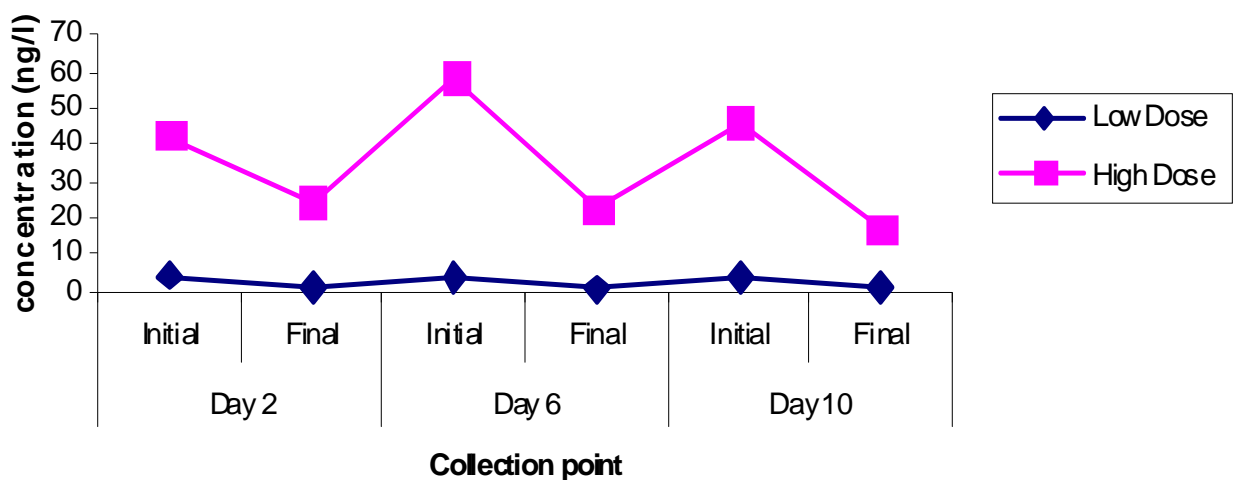 concentration (ng/l)
70
60
50
40
30
20
10
0
Initial Final Initial Final Initial Final
Day 2 Day 6 Day 10
Collection point
Low Dose
High Dose